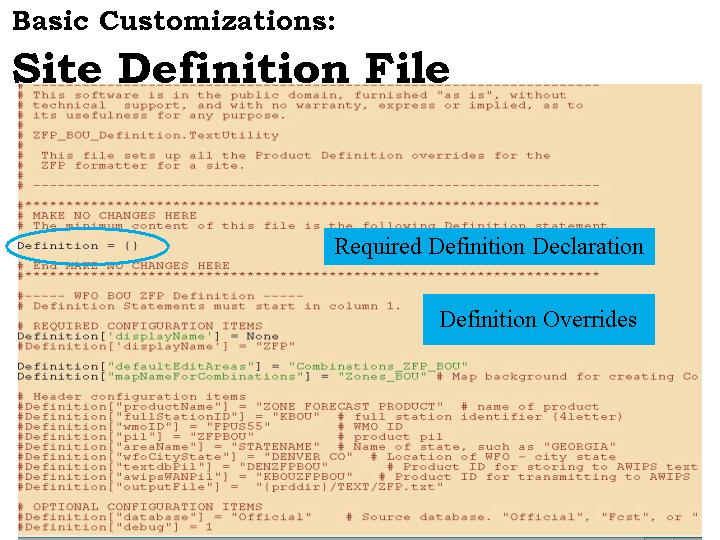 Basic Customizations:
Site Definition File
# ----------------------------------------------------------------------
# This software is in the public domain, furnished "as is", without
# technical  support, and with no warranty, express or implied, as to
# its usefulness for any purpose.
#
# ZFP_BOU_Definition.TextUtility
#
#  This file sets up all the Product Definition overrides for the
#  ZFP formatter for a site.
#
# ----------------------------------------------------------------------
#**********************************************************************
# MAKE NO CHANGES HERE
# The minimum content of this file is the following Definition statement
Required Definition Declaration
Definition = {}
# End MAKE NO CHANGES HERE
#**********************************************************************
#----- WFO BOU ZFP Definition -----
# Definition Statements must start in column 1.
Definition Overrides
# REQUIRED CONFIGURATION ITEMS
Definition['displayName'] = None
#Definition['displayName'] = "ZFP"
Definition["defaultEditAreas"] = "Combinations_ZFP_BOU"
Definition["mapNameForCombinations"] = "Zones_BOU" # Map background for creating Co
# Header configuration items
#Definition["productName"] = "ZONE FORECAST PRODUCT"  # name of product
#Definition["fullStationID"] = "KBOU"  # full station identifier (4letter)
#Definition["wmoID"] = "FPUS55"        # WMO ID
#Definition["pil"] = "ZFPBOU"          # product pil
#Definition["areaName"] = "STATENAME"  # Name of state, such as "GEORGIA"
#Definition["wfoCityState"] = "DENVER CO"  # Location of WFO - city state
#Definition["textdbPil"] = "DENZFPBOU"       # Product ID for storing to AWIPS text
#Definition["awipsWANPil"] = "KBOUZFPBOU"   # Product ID for transmitting to AWIPS
#Definition["outputFile"] =  "{prddir}/TEXT/ZFP.txt"
# OPTIONAL CONFIGURATION ITEMS
#Definition["database"] = "Official"    # Source database. "Official", "Fcst", or "
#Definition["debug"] = 1